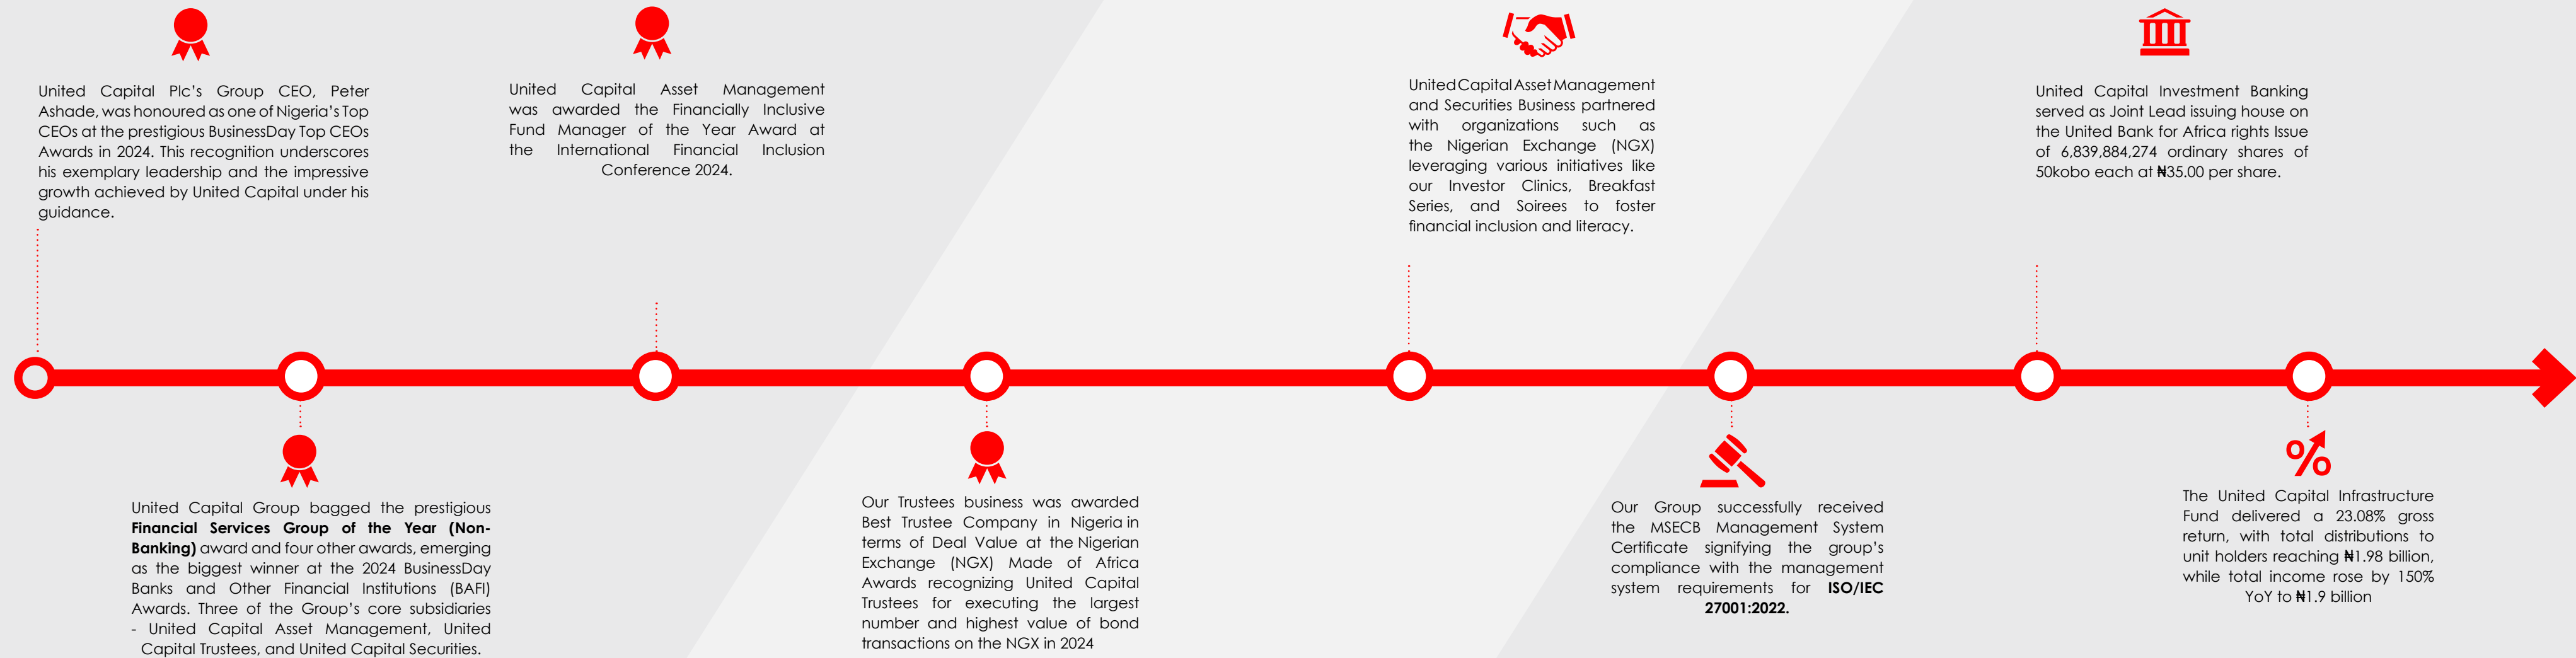 United Capital Plc's Group CEO, Peter
Ashade, was honoured as one of Nigeria's Top
CEOs at the prestigious BusinessDay Top CEOs
Awards in 2024. This recognition underscores
his exemplary leadership and the impressive
growth achieved by United Capital under his
guidance.
United Capital Group bagged the prestigious
Financial Services Group of the Year (Non-
Banking) award and four other awards, emerging
as the biggest winner at the 2024 BusinessDay
Banks and Other Financial Institutions (BAFI)
Awards. Three of the Group's core subsidiaries
- United Capital Asset Management, United
Capital Trustees, and United Capital Securities.
United Capital Asset Management
was awarded the Financially Inclusive
Fund Manager of the Year Award at
the International Financial Inclusion
Conference 2024.
Our Trustees business was awarded
Best Trustee Company in Nigeria in
terms of Deal Value at the Nigerian
Exchange (NGX) Made of Africa
Awards recognizing United Capital
Trustees for executing the largest
number and highest value of bond
transactions on the NGX in 2024
United Capital Asset Management
and Securities Business partnered
with organizations such as
the Nigerian Exchange (NGX)
leveraging various initiatives like
our Investor Clinics, Breakfast
Series, and Soirees to foster
financial inclusion and literacy.
Our Group successfully received
the MSECB Management System
Certificate signifying the group's
compliance with the management
system requirements for ISO/IEC
27001:2022.
United Capital Investment Banking
served as Joint Lead issuing house on
the United Bank for Africa rights Issue
of 6,839,884,274 ordinary shares of
50kobo each at ₦35.00 per share.
The United Capital Infrastructure
Fund delivered a 23.08% gross
return, with total distributions to
unit holders reaching ₦1.98 billion,
while total income rose by 150%
YoY to ₦1.9 billion